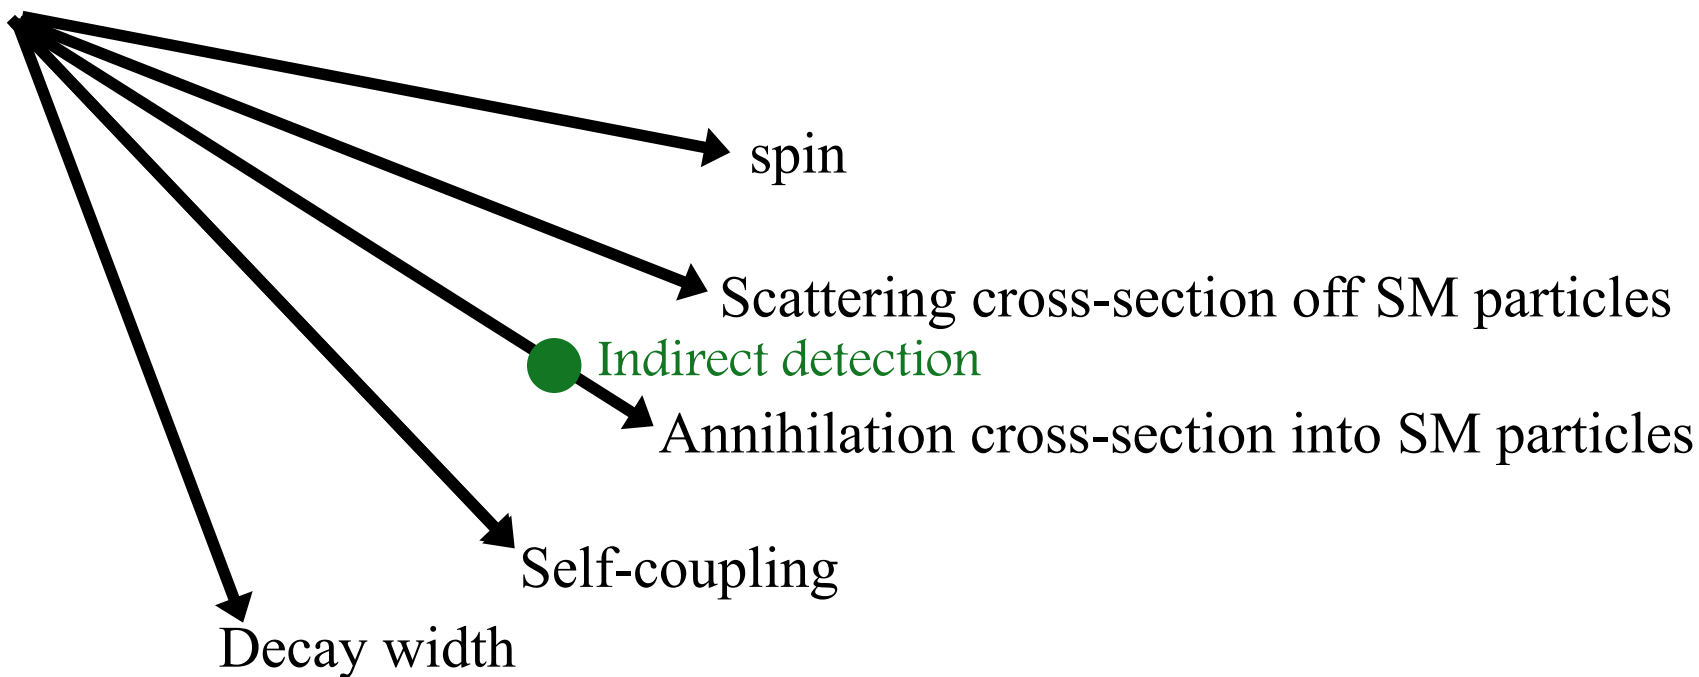 spin
Scattering cross-section off SM particles
Indirect detection
Annihilation cross-section into SM particles
Self-coupling
Decay width